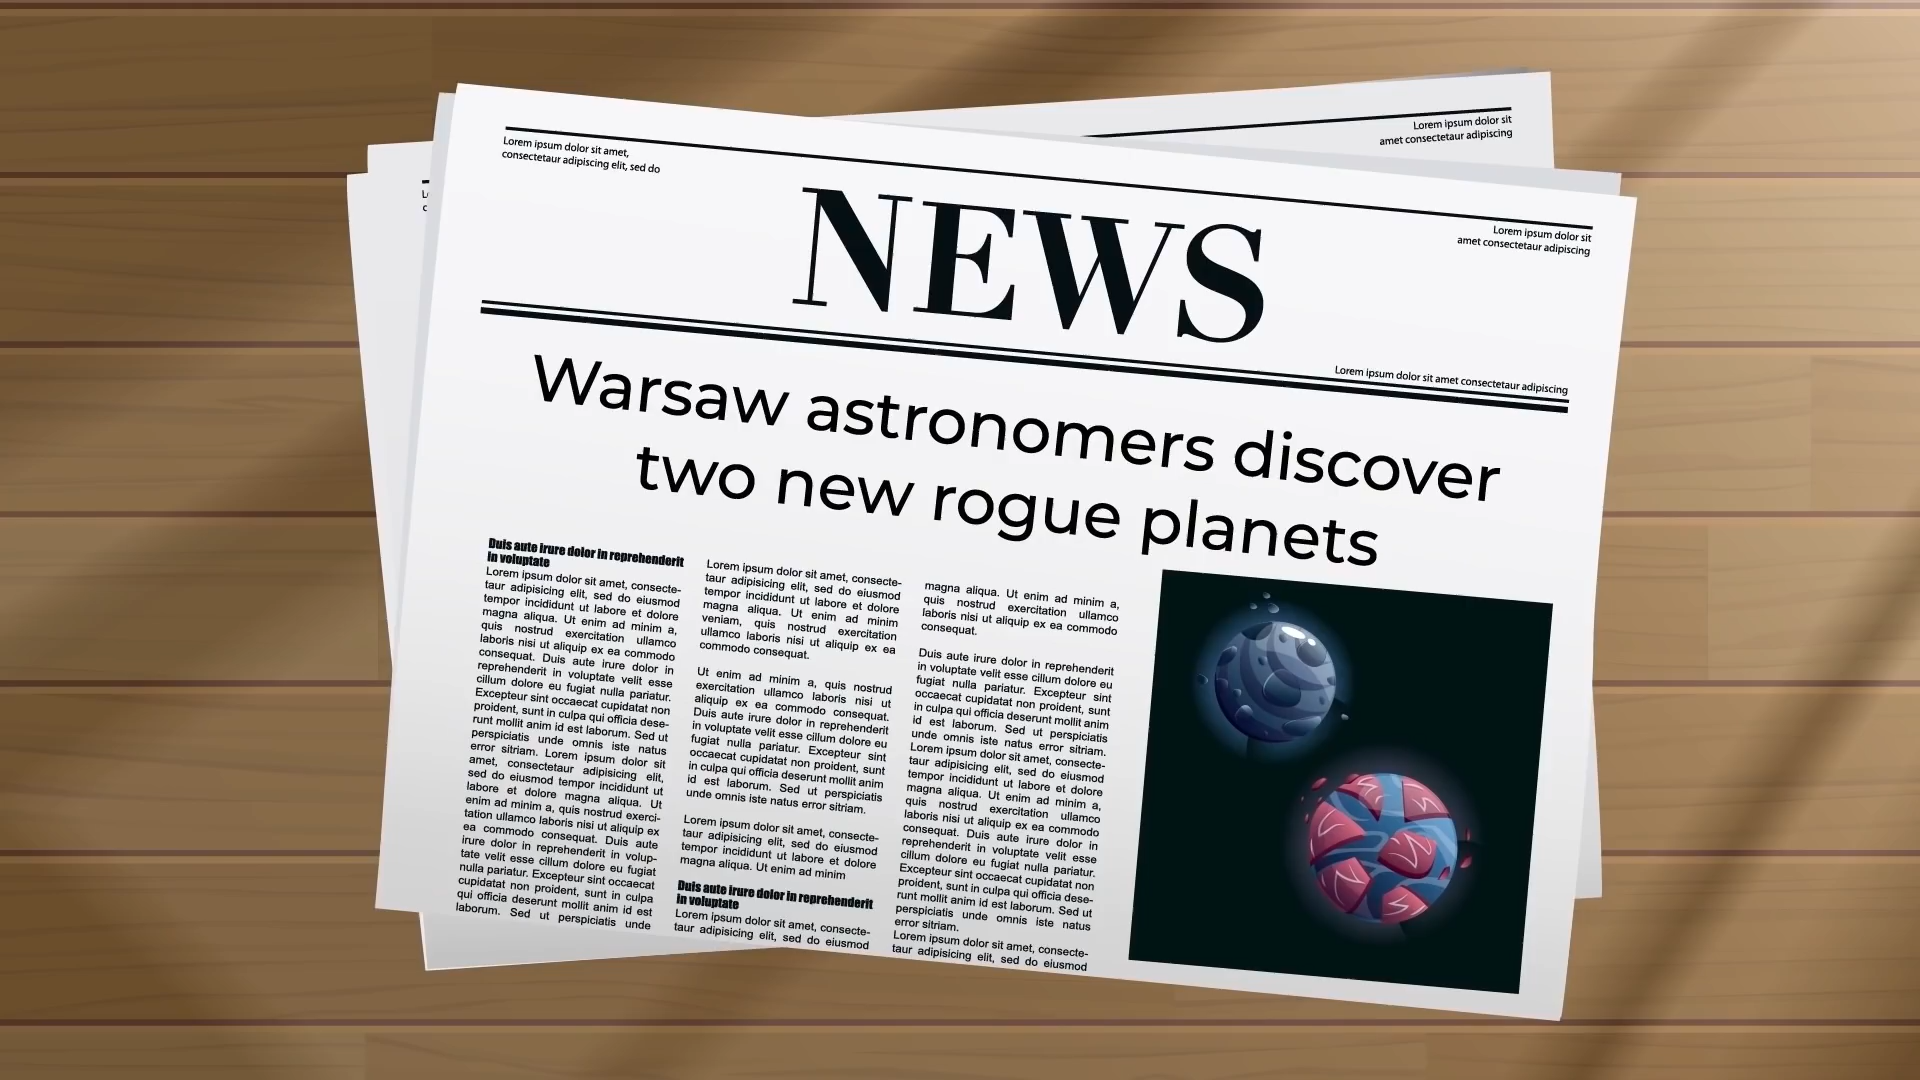 Lorem ipsum dolor sit
amet consectetaur adipiscing
Lorem ipsum dolor sit amet,
consectetaur adipiscing elit, sed do
Lorem ipsum dolor sit
amet consectetaur adipiscing
NEWS
Lorem ipsum dolor sit amet consectetaur adipiscing
Warsaw astronomers discover
two new rogue planets
Duis aute irure dolor in reprehenderit
in voluptate
Lorem ipsum dolor sit amet, consecte-
taur adipisicing elit, sed do eiusmod
tempor incididunt ut labore et dolore
magna aliqua. Ut enim ad minim a,
quis nostrud exercitation ullamco
laboris nisi ut aliquip ex ea commodo
consequat. Duis aute irure dolor in
reprehenderit in voluptate velit esse
cillum dolore eu fugiat nulla pariatur.
Excepteur sint occaecat cupidatat non
proident, sunt in culpa qui officia dese-
runt mollit anim id est laborum. Sed ut
perspiciatis unde omnis iste natus
error sitriam. Lorem ipsum dolor sit
amet, consectetaur adipisicing elit,
sed do eiusmod tempor incididunt ut
labore et dolore magna aliqua. Ut
enim ad minim a, quis nostrud exerci-
tation ullamco laboris nisi ut aliquip ex
ea commodo consequat. Duis aute
irure dolor in reprehenderit in volup-
tate velit esse cillum dolore eu fugiat
nulla pariatur. Excepteur sint occaecat
cupidatat non proident, sunt in culpa
qui officia deserunt mollit anim id est
laborum. Sed ut perspiciatis unde
Lorem ipsum dolor sit amet, consecte-
taur adipisicing elit, sed do eiusmod
tempor incididunt ut labore et dolore
magna aliqua. Ut enim ad minim
veniam, quis nostrud exercitation
ullamco laboris nisi ut aliquip ex ea
commodo consequat.
Ut enim ad minim a, quis nostrud
exercitation ullamco laboris nisi ut
aliquip ex ea commodo consequat.
Duis aute irure dolor in reprehenderit
in voluptate velit esse cillum dolore eu
fugiat nulla pariatur. Excepteur sint
occaecat cupidatat non proident, sunt
in culpa qui officia deserunt mollit anim
id est laborum. Sed ut perspiciatis
unde omnis iste natus error sitriam.
Lorem ipsum dolor sit amet, consecte-
taur adipisicing elit, sed do eiusmod
tempor incididunt ut labore et dolore
magna aliqua. Ut enim ad minim
Duis aute irure dolor in reprehenderit
in voluptate
Lorem ipsum dolor sit amet, consecte-
taur adipisicing elit, sed do eiusmod
magna aliqua. Ut enim ad minim a,
quis nostrud exercitation ullamco
laboris nisi ut aliquip ex ea commodo
consequat.
Duis aute irure dolor in reprehenderit
in voluptate velit esse cillum dolore eu
fugiat nulla pariatur. Excepteur sint
occaecat cupidatat non proident, sunt
in culpa qui officia deserunt mollit anim
id est laborum. Sed ut perspiciatis
unde omnis iste natus error sitriam.
Lorem ipsum dolor sit amet, consecte-
taur adipisicing elit, sed do eiusmod
tempor incididunt ut labore et dolore
magna aliqua. Ut enim ad minim a,
quis nostrud exercitation ullamco
laboris nisi ut aliquip ex ea commodo
consequat. Duis aute irure dolor in
reprehenderit in voluptate velit esse
cillum dolore eu fugiat nulla pariatur.
Excepteur sint occaecat cupidatat non
proident, sunt in culpa qui officia dese-
runt mollit anim id est laborum. Sed ut
perspiciatis unde omnis iste natus
error sitriam.
Lorem ipsum dolor sit amet, consecte-
taur adipisicing elit, sed do eiusmod